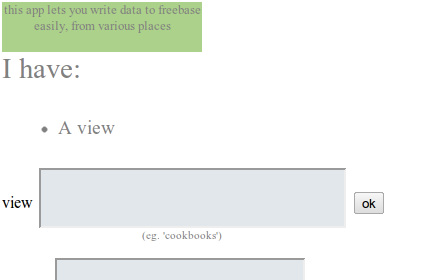 this app lets you write data to freebase
easily, from various places
I have:
A view
view
ok
(eg. 'cookbooks')